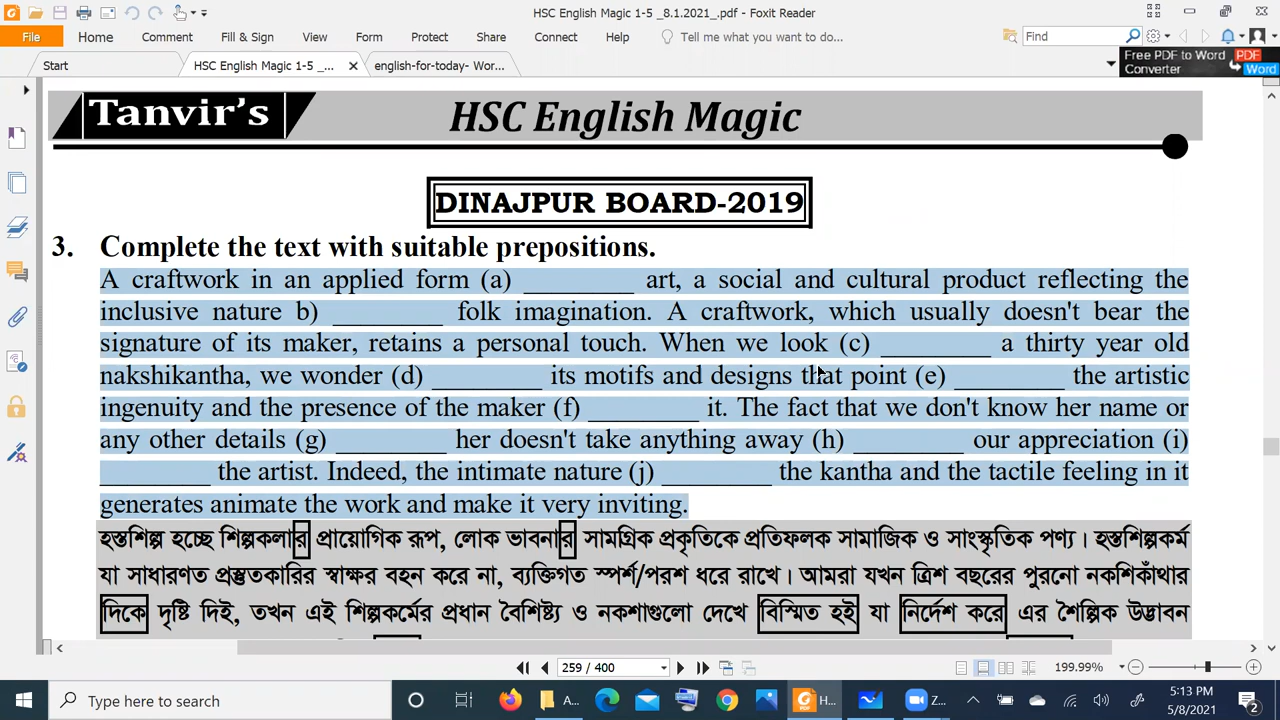 HSC English Magic 1-5 _8.1.2021_.pdf - Foxit Reader
File Home Comment Fill & Sign View Form Protect Share Connect Help Tell me what you want to do... Find
Start HSC English Magic 1-5 _... english-for-today- Wor...
Free PDF to Word PDF
Converter Word
Tanvir's HSC English Magic
DINAJPUR BOARD-2019
3. Complete the text with suitable prepositions.
A craftwork in an applied form (a) ________ art, a social and cultural product reflecting the
inclusive nature b) ________ folk imagination. A craftwork, which usually doesn't bear the
signature of its maker, retains a personal touch. When we look (c) ________ a thirty year old
nakshikantha, we wonder (d) ________ its motifs and designs that point (e) ________ the artistic
ingenuity and the presence of the maker (f) ________ it. The fact that we don't know her name or
any other details (g) ________ her doesn't take anything away (h) ________ our appreciation (i)
________ the artist. Indeed, the intimate nature (j) ________ the kantha and the tactile feeling in it
generates animate the work and make it very inviting.
হস্তশিল্প হচ্ছে শিল্পকলার প্রায়োগিক রূপ, লোক ভাবনার সামগ্রিক প্রকৃতিকে প্রতিফলক সামাজিক ও সাংস্কৃতিক পণ্য। হস্তশিল্পকর্ম
যা সাধারণত প্রস্তুতকারির স্বাক্ষর বহন করে না, ব্যক্তিগত স্পর্শ/পরশ ধরে রাখে। আমরা যখন ত্রিশ বছরের পুরনো নকশিকাঁথার
দিকে দৃষ্টি দিই, তখন এই শিল্পকর্মের প্রধান বৈশিষ্ট্য ও নকশাগুলো দেখে বিস্মিত হই যা নির্দেশ করে এর শৈল্পিক উদ্ভাবন
259 / 400 199.99%
Type here to search A... H... Z... 5:13 PM
5/8/2021 2